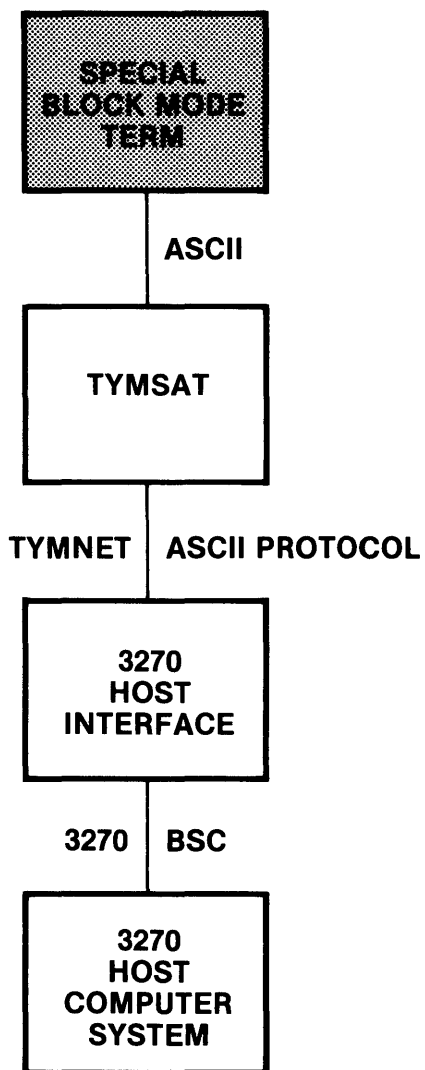 SPECIAL
BLOCK MODE
TERM
ASCII
TYMSAT
TYMNET ASCII PROTOCOL
3270
HOST
INTERFACE
3270 BSC
3270
HOST
COMPUTER
SYSTEM